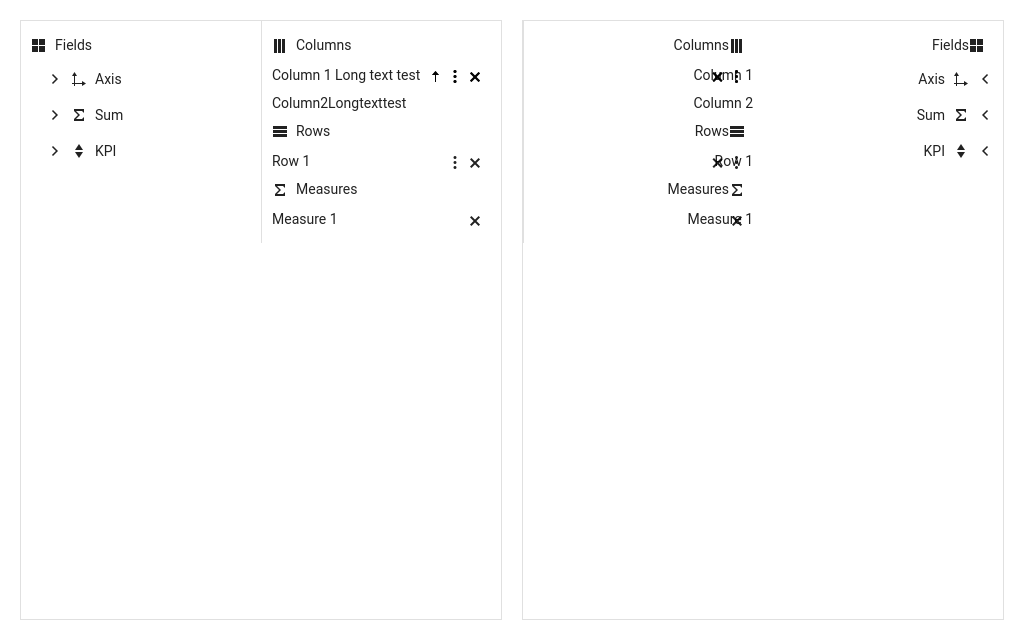 Fields
Axis
Sum
KPI
Columns
Column 1 Long text test
Column2Longtexttest
Rows
Row 1
Measures
Measure 1
Columns
Column 1
Column 2
Rows
Row 1
Measures
Measure 1
Fields
Axis
Sum
KPI